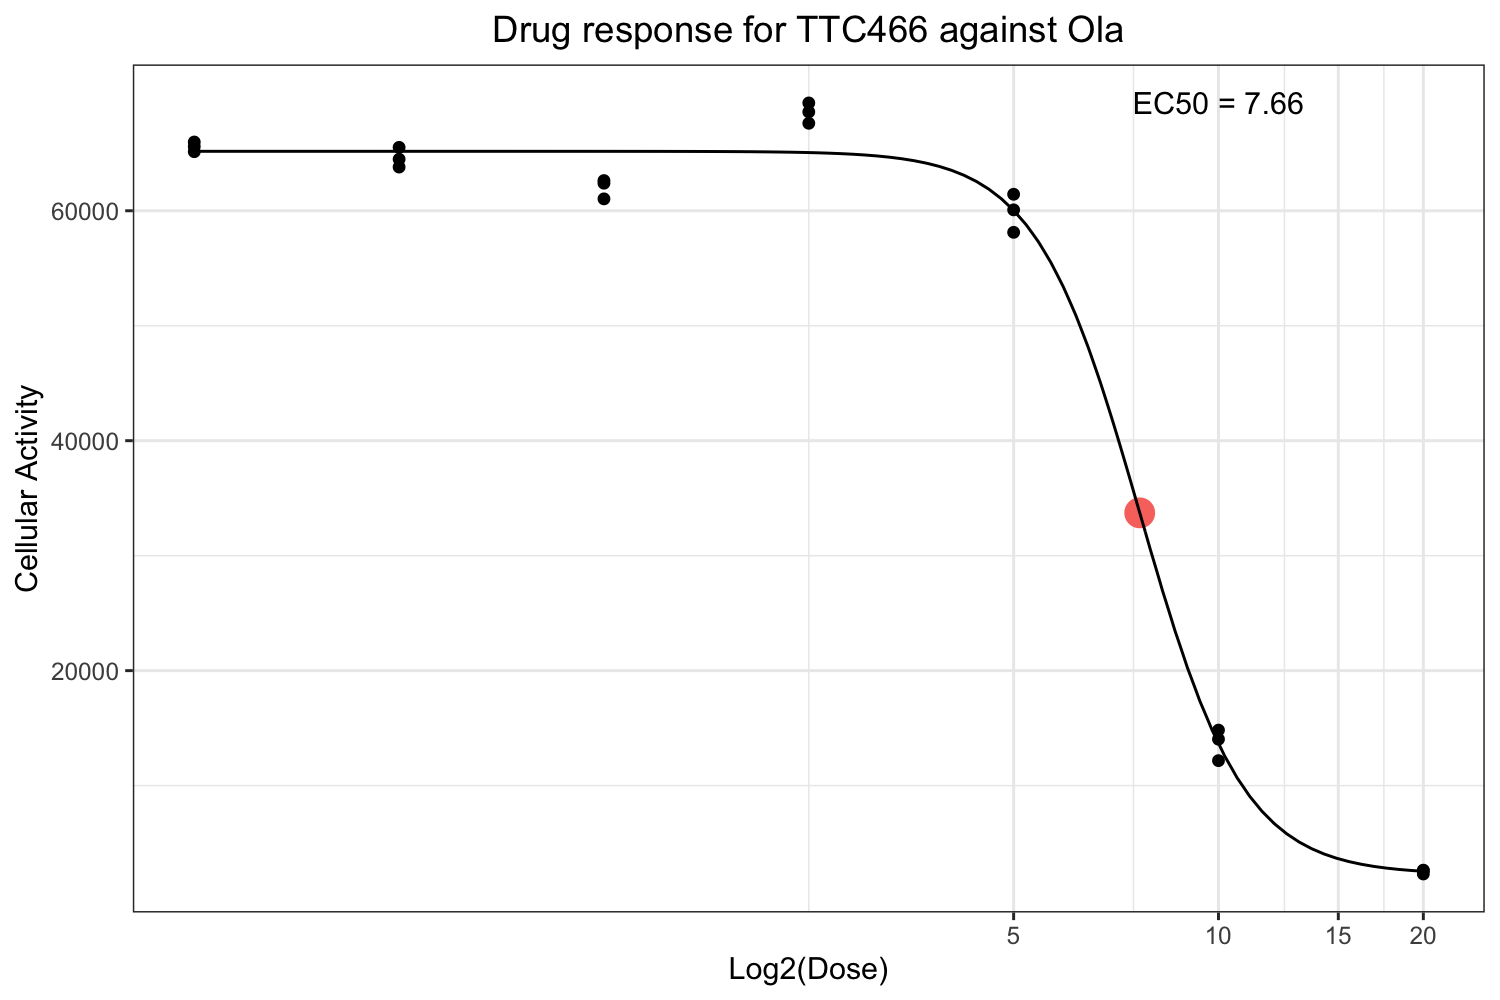 Drug response for TTC466 against Ola
EC50 = 7.66
60000
40000
20000
Cellular Activity
5 10 15 20
Log2(Dose)